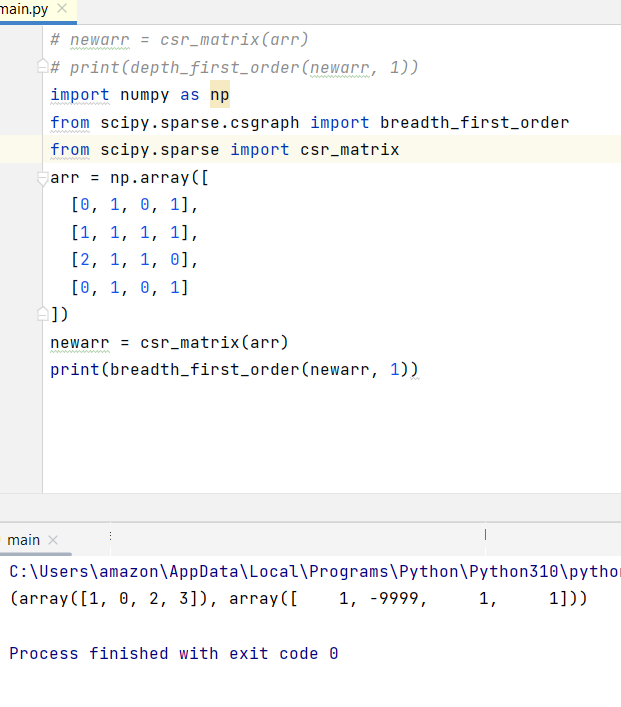 main.py
# newarr = csr_matrix(arr)
# print(depth_first_order(newarr, 1))
import numpy as np
from scipy.sparse.csgraph import breadth_first_order
from scipy.sparse import csr_matrix
arr = np.array([
  [0, 1, 0, 1],
  [1, 1, 1, 1],
  [2, 1, 1, 0],
  [0, 1, 0, 1]
])
newarr = csr_matrix(arr)
print(breadth_first_order(newarr, 1))
main
C:\Users\amazon\AppData\Local\Programs\Python\Python310\python
(array([1, 0, 2, 3]), array([    1, -9999,     1,     1]))
Process finished with exit code 0